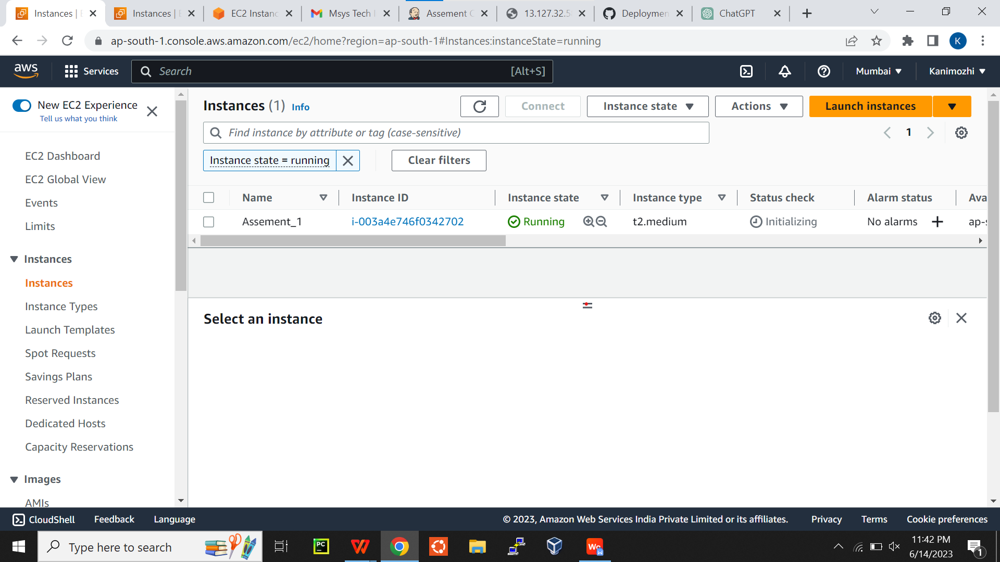 Instances | E
Instances | E
EC2 Instanc
Msys Tech I
Assement C
13.127.32.5
Deploymen
ChatGPT
ap-south-1.console.aws.amazon.com/ec2/home?region=ap-south-1#Instances:instanceState=running
K
aws
Services
Search
[Alt+S]
Mumbai
Kanimozhi
New EC2 Experience
Tell us what you think
EC2 Dashboard
EC2 Global View
Events
Limits
Instances
Instances
Instance Types
Launch Templates
Spot Requests
Savings Plans
Reserved Instances
Dedicated Hosts
Capacity Reservations
Images
AMIs
Instances (1) Info
Connect
Instance state
Actions
Launch instances
Find instance by attribute or tag (case-sensitive)
1
Instance state = running
Clear filters
Name
Instance ID
Instance state
Instance type
Status check
Alarm status
Ava
Assement_1
i-003a4e746f0342702
Running
t2.medium
Initializing
No alarms
ap-s
Select an instance
CloudShell
Feedback
Language
© 2023, Amazon Web Services India Private Limited or its affiliates.
Privacy
Terms
Cookie preferences
Type here to search
PC
11:42 PM
6/14/2023
1